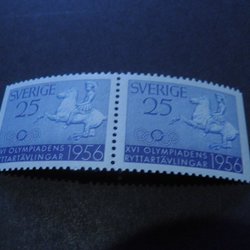 SVERIGE
25
XVI OLYMPIADENS
RYTTARTÄVLINGAR 1956
SVERIGE
25
XVI OLYMPIADENS
RYTTARTÄVLINGAR 1956